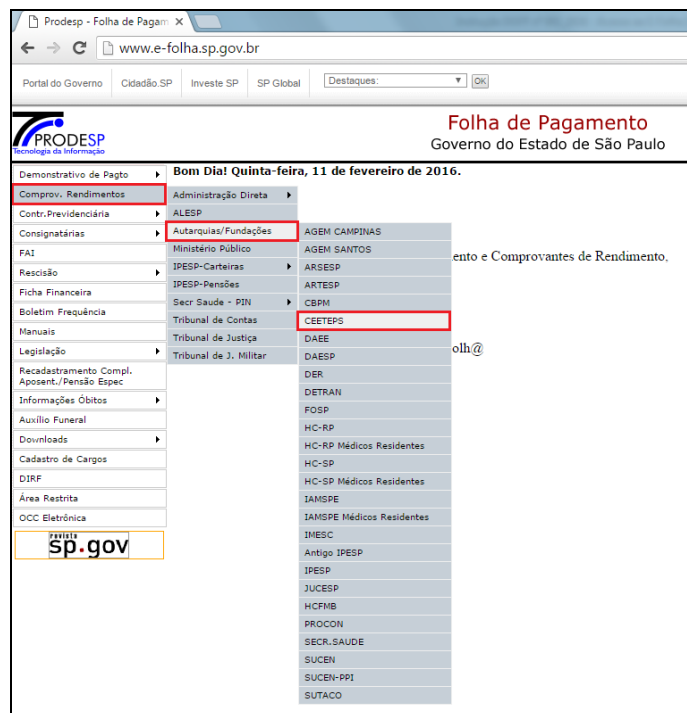 Prodesp - Folha de Pagam
www.e-folha.sp.gov.br
Portal do Governo Cidadão.SP Investe SP SP Global Destaques: OK
PRODESP
Tecnologia da Informação
Folha de Pagamento
Governo do Estado de São Paulo
Bom Dia! Quinta-feira, 11 de fevereiro de 2016.
Demonstrativo de Pagto
Comprov. Rendimentos
Contr.Previdenciária
Consignatárias
FAI
Rescisão
Ficha Financeira
Boletim Frequência
Manuais
Legislação
Recadastramento Compl.
Aposent./Pensão Espec
Informações Óbitos
Auxílio Funeral
Downloads
Cadastro de Cargos
DIRF
Área Restrita
OCC Eletrônica
revista
sp.gov
Administração Direta
ALESP
Autarquias/Fundações
Ministério Público
IPESP-Carteiras
IPESP-Pensões
Secr Saude - PIN
Tribunal de Contas
Tribunal de Justiça
Tribunal de J. Militar
AGEM CAMPINAS
AGEM SANTOS
ARSESP
ARTESP
CBPM
CEETEPS
DAEE
DAESP
DER
DETRAN
FOSP
HC-RP
HC-RP Médicos Residentes
HC-SP
HC-SP Médicos Residentes
IAMSPE
IAMSPE Médicos Residentes
IMESC
Antigo IPESP
IPESP
JUCESP
HCFMB
PROCON
SECR.SAUDE
SUCEN
SUCEN-PPI
SUTACO
ento e Comprovantes de Rendimento,
olh@